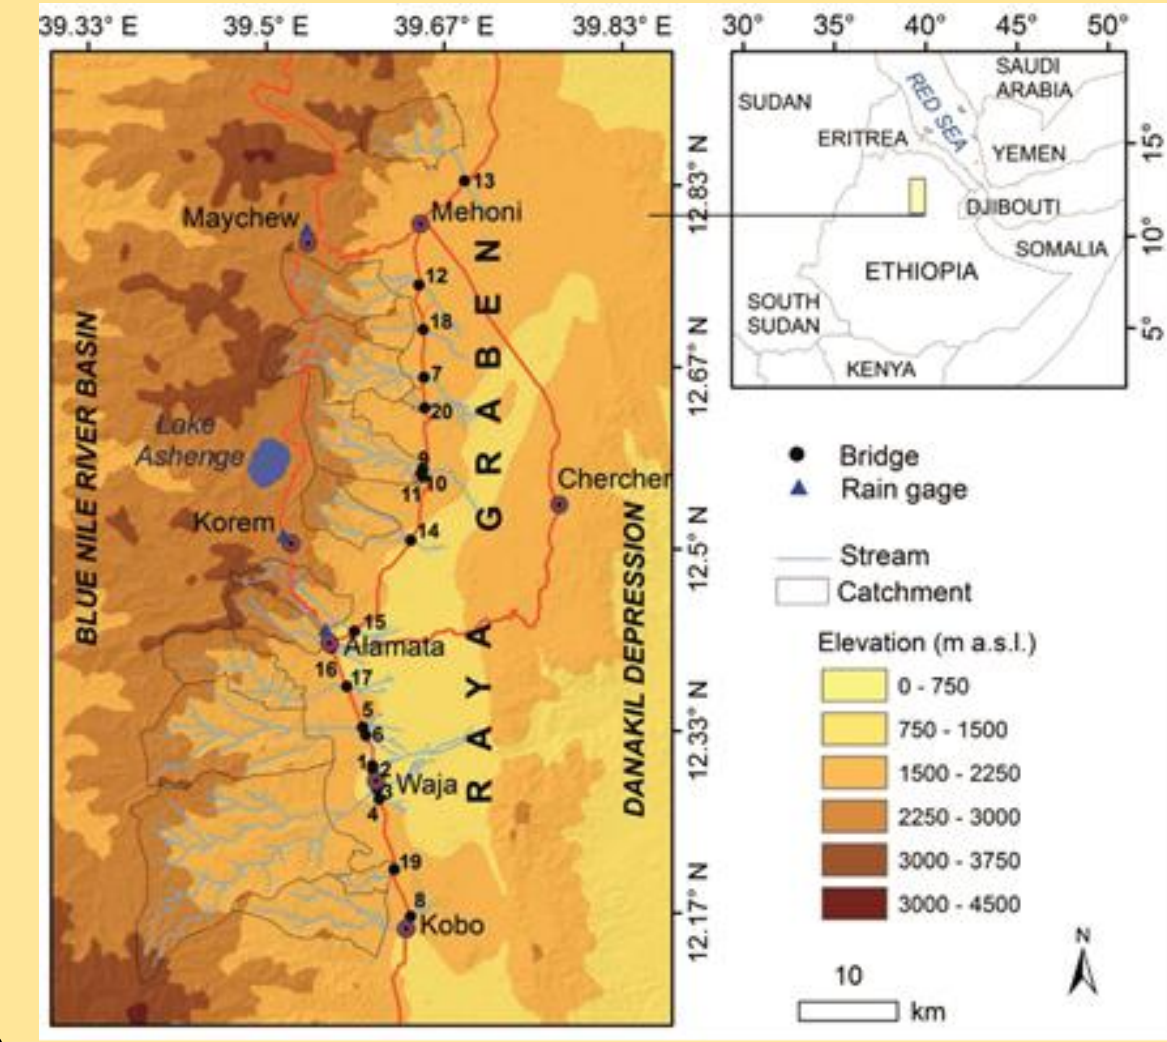 39.33° E
39.5° E
39.67° E
39.83° E
30°
35°
40°
45°
50°
SUDAN
SAUDI
ARABIA
RED SEA
ERITREA
YEMEN
DJIBOUTI
SOMALIA
ETHIOPIA
SOUTH
SUDAN
KENYA
15°
10°
5°
12.83° N
12.67° N
12.5° N
12.33° N
12.17° N
13
Maychew
Mehoni
12
18
7
20
Lake
Ashenge
9
10
11
Chercher
Korem
14
15
Alamata
16
17
5
6
1
2
Waja
3
4
19
8
Kobo
BLUE NILE RIVER BASIN
RAYA GRABEN
DANAKIL DEPRESSION
Bridge
Rain gage
Stream
Catchment
Elevation (m a.s.l.)
0 - 750
750 - 1500
1500 - 2250
2250 - 3000
3000 - 3750
3000 - 4500
N
10
km